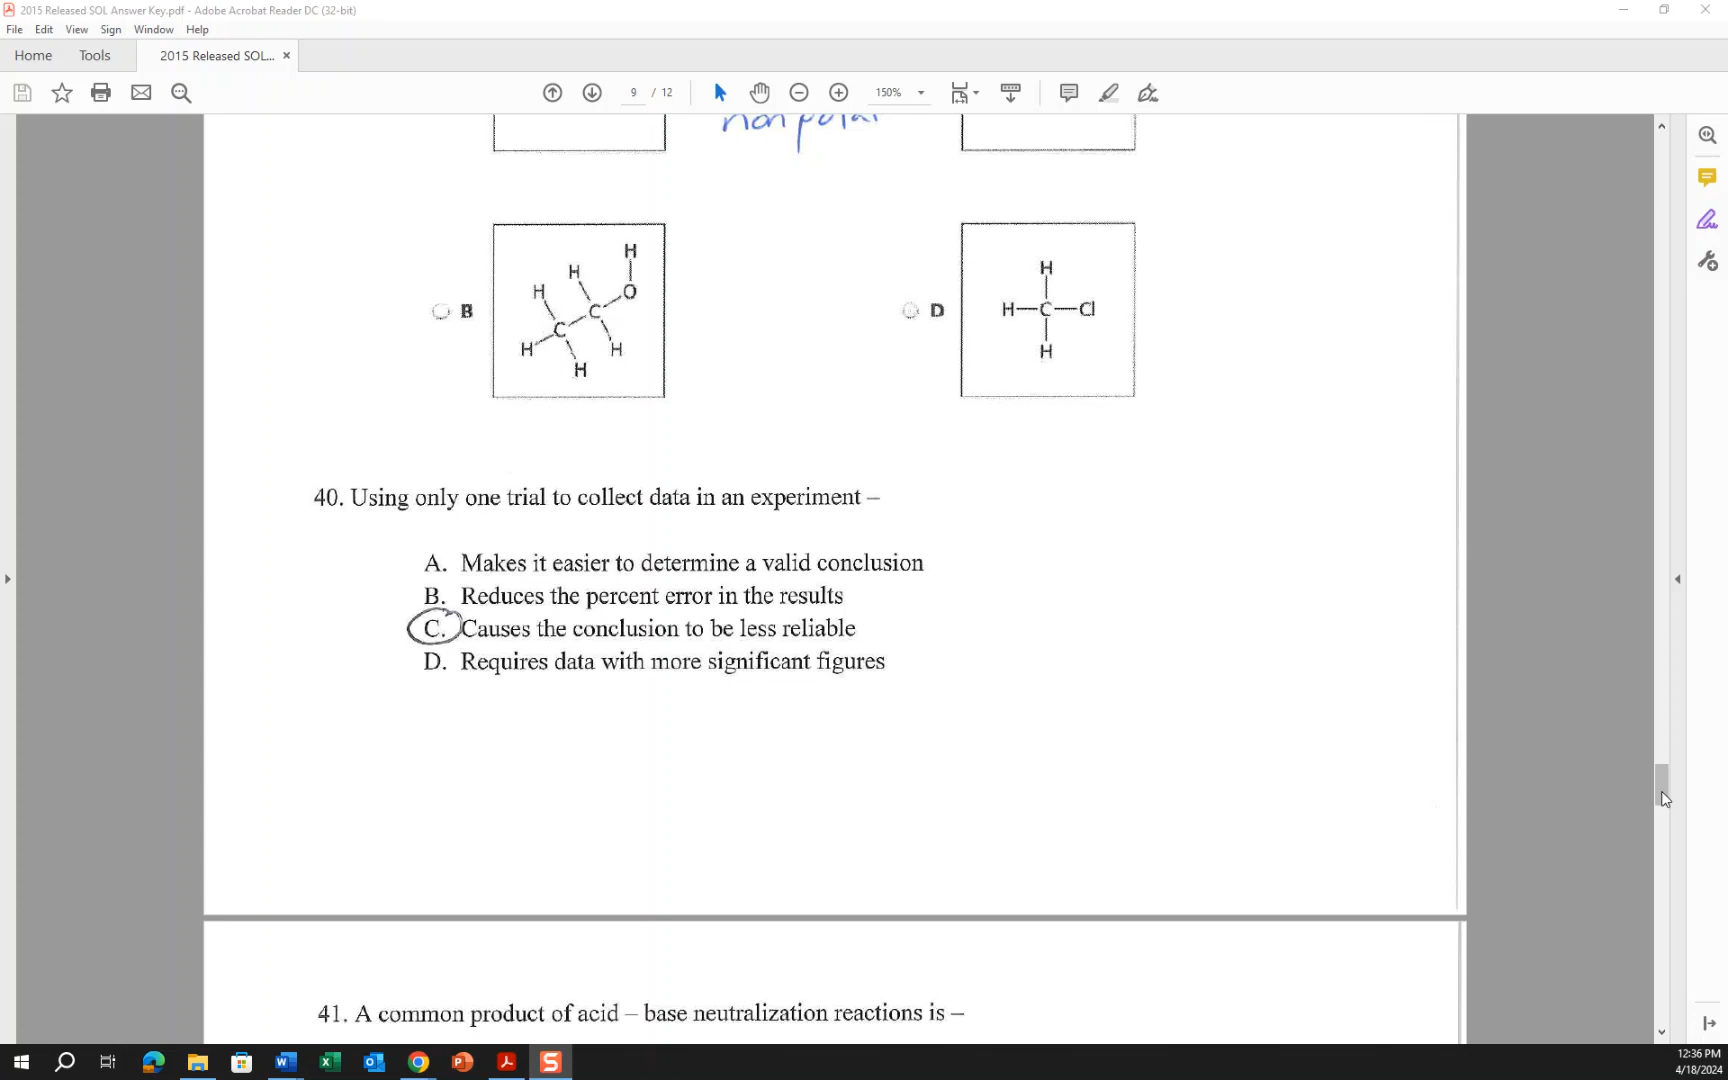 2015 Released SOL Answer Key.pdf - Adobe Acrobat Reader DC (32-bit)
File Edit View Sign Window Help
Home Tools 2015 Released SOL... ×
9 / 12 150%
H
H
H O
B C
C
H H
H
H
D H—C—Cl
H
40. Using only one trial to collect data in an experiment –
A. Makes it easier to determine a valid conclusion
B. Reduces the percent error in the results
C. Causes the conclusion to be less reliable
D. Requires data with more significant figures
41. A common product of acid – base neutralization reactions is –
12:36 PM
4/18/2024